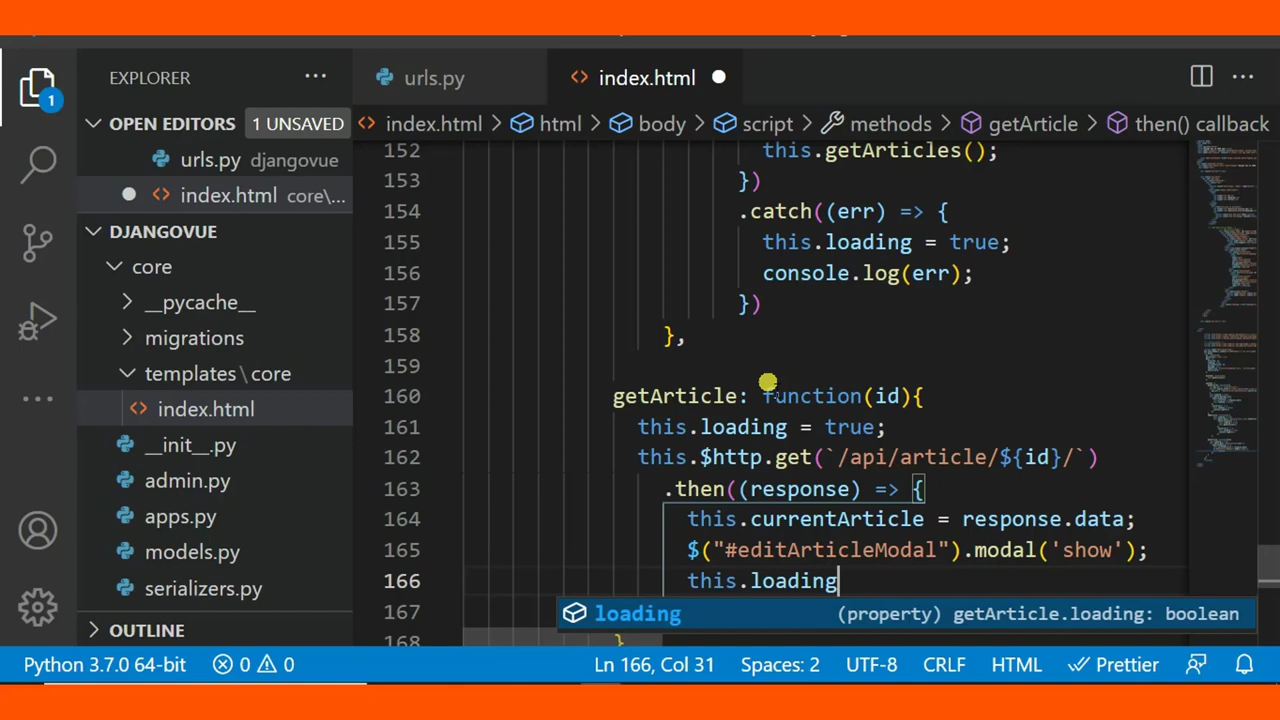 EXPLORER
···
urls.py
index.html
1
OPEN EDITORS
1 UNSAVED
urls.py djangovue
index.html core\...
DJANGOVUE
core
__pycache__
migrations
templates\core
index.html
__init__.py
admin.py
apps.py
models.py
serializers.py
OUTLINE
index.html > html > body > script > methods > getArticle > then() callback
152 this.getArticles();
153 })
154 .catch((err) => {
155 this.loading = true;
156 console.log(err);
157 })
158 },
159
160 getArticle: function(id){
161 this.loading = true;
162 this.$http.get(`/api/article/${id}/`)
163 .then((response) => {
164 this.currentArticle = response.data;
165 $("#editArticleModal").modal('show');
166 this.loading
167
loading (property) getArticle.loading: boolean
168 }
Python 3.7.0 64-bit 0 0 Ln 166, Col 31 Spaces: 2 UTF-8 CRLF HTML Prettier